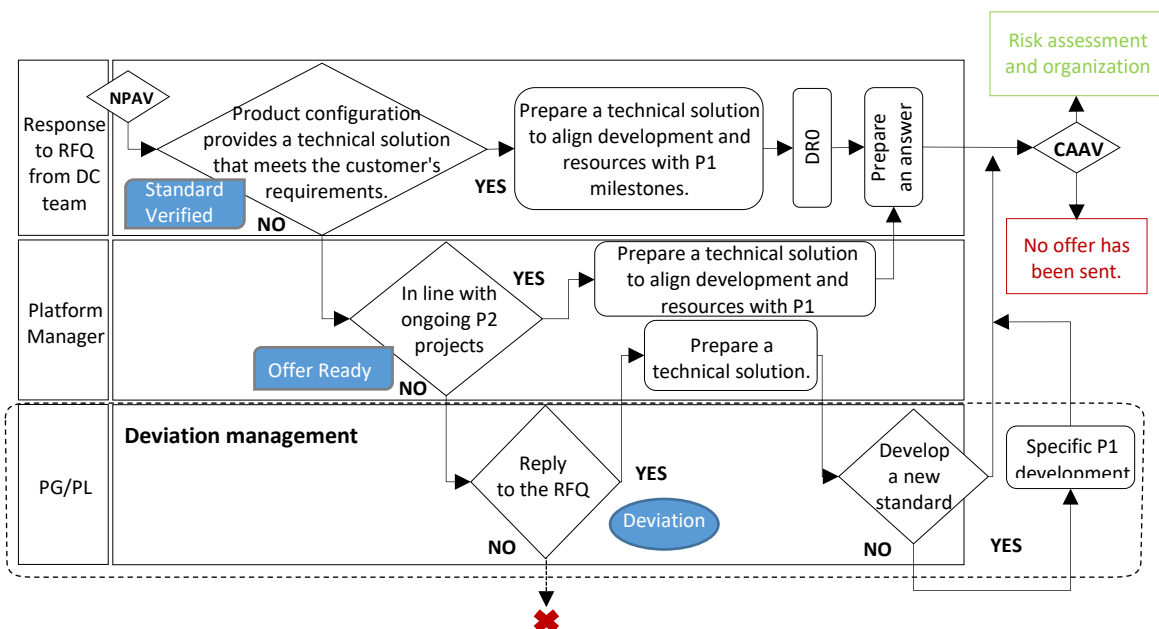 Risk assessment
and organization
Response
to RFQ
from DC
team
NPAV
Product configuration
provides a technical solution
that meets the customer's
requirements.
Standard
Verified
YES
NO
Prepare a technical solution
to align development and
resources with P1
milestones.
DR0
Prepare
an answer
CAAV
No offer has
been sent.
Platform
Manager
In line with
ongoing P2
projects
Offer Ready
YES
NO
Prepare a technical solution
to align development and
resources with P1
Prepare a
technical solution.
PG/PL
Deviation management
Reply
to the RFQ
YES
NO
Deviation
Develop
a new
standard
NO
YES
Specific P1
development